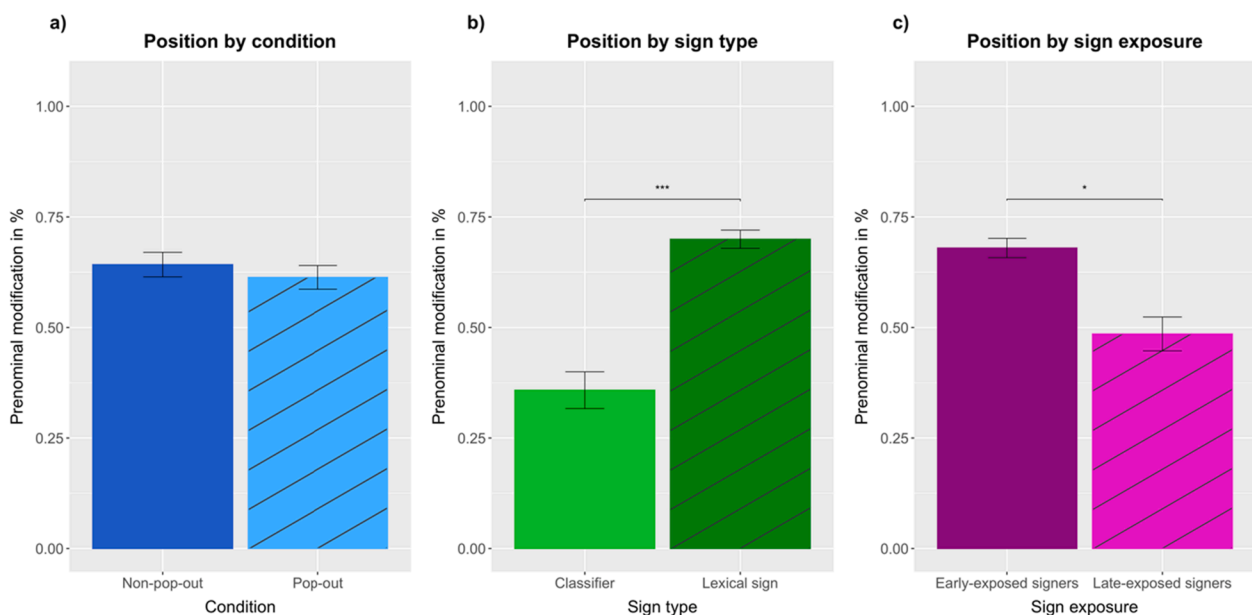 a)
Position by condition
Prenominal modification in %
1.00
0.75
0.50
0.25
0.00
Non-pop-out
Pop-out
Condition
b)
Position by sign type
Prenominal modification in %
1.00
0.75
0.50
0.25
0.00
***
Classifier
Lexical sign
Sign type
c)
Position by sign exposure
Prenominal modification in %
1.00
0.75
0.50
0.25
0.00
*
Early-exposed signers
Late-exposed signers
Sign exposure